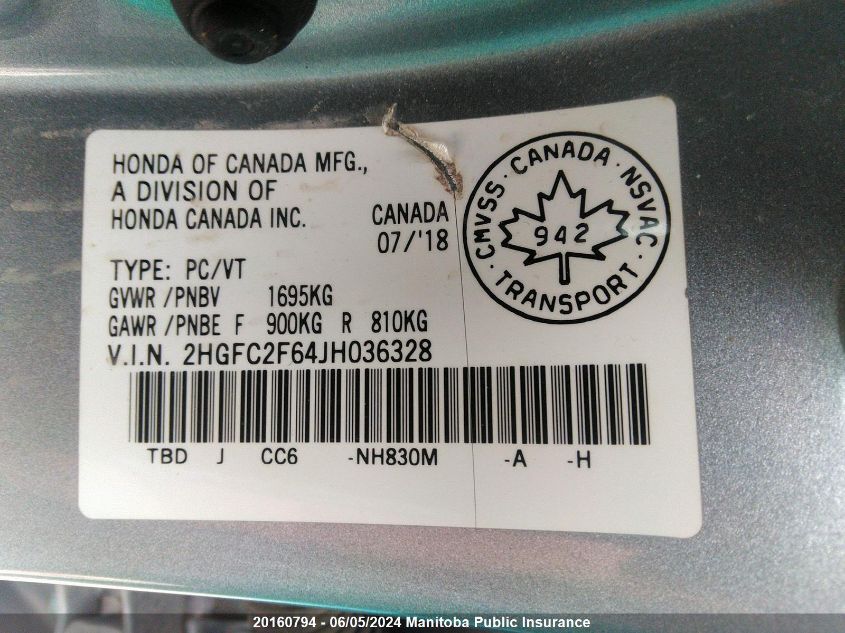 HONDA OF CANADA MFG.,
A DIVISION OF
HONDA CANADA INC.
CANADA
07/'18
TYPE: PC/VT
GVWR /PNBV 1695KG
GAWR /PNBE F 900KG R 810KG
V.I.N. 2HGFC2F64JH036328
TBD J CC6 -NH830M -A -H
CMVSS · CANADA · NSVAC · TRANSPORT ·
942
20160794 - 06/05/2024 Manitoba Public Insurance